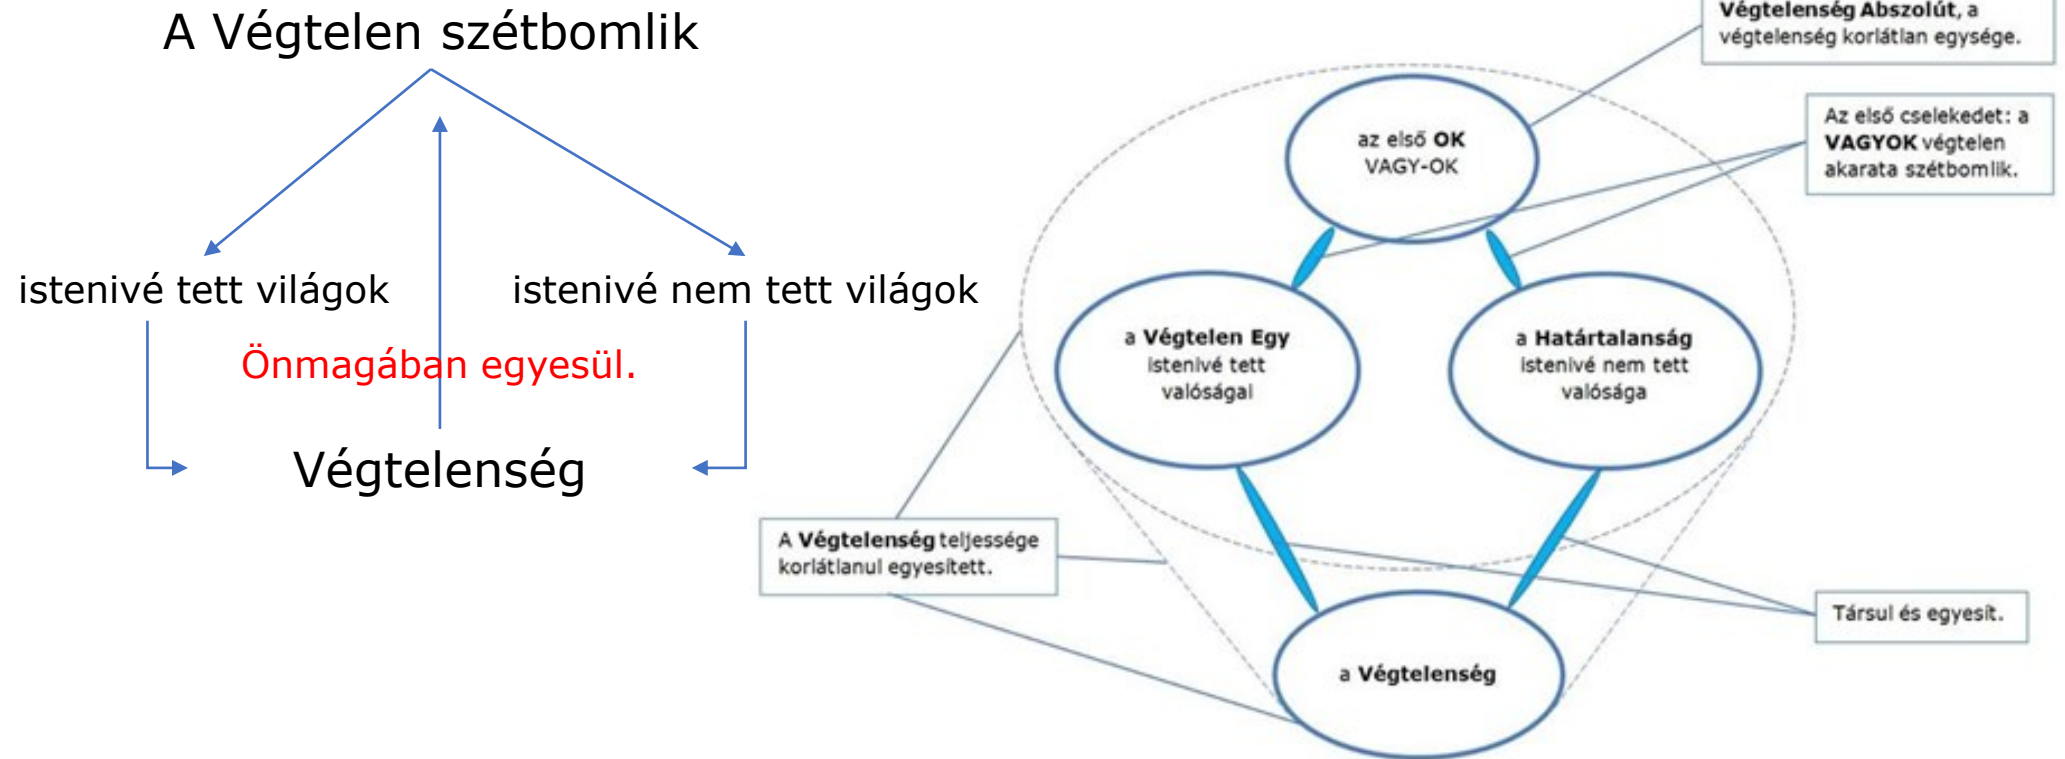 A Végtelen szétbomlik
istenivé tett világok
istenivé nem tett világok
Önmagában egyesül.
Végtelenség
Végtelenség Abszolút, a
végtelenség korlátlan egysége.
az első OK
VAGY-OK
Az első cselekedet: a
VAGYOK végtelen
akarata szétbomlik.
a Végtelen Egy
istenivé tett
valóságai
a Határtalanság
istenivé nem tett
valósága
A Végtelenség teljessége
korlátlanul egyesített.
Társul és egyesít.
a Végtelenség